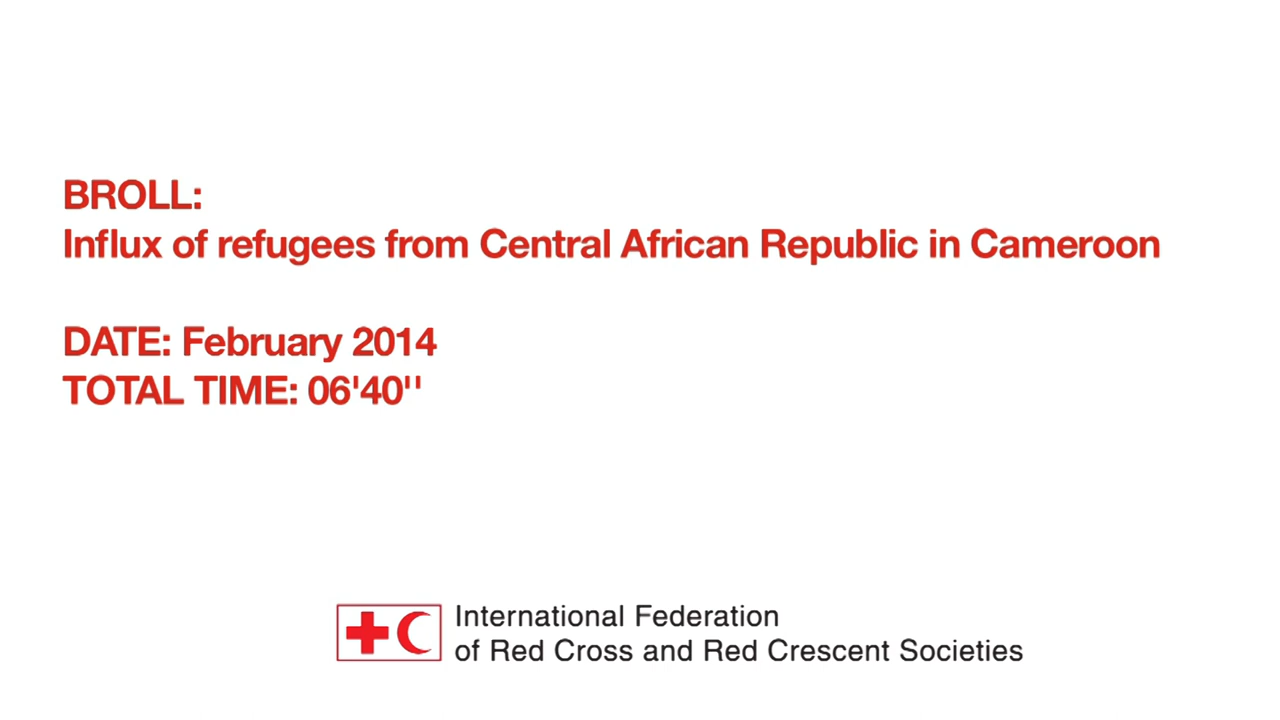 BROLL:
Influx of refugees from Central African Republic in Cameroon
DATE: February 2014
TOTAL TIME: 06'40''
International Federation
of Red Cross and Red Crescent Societies